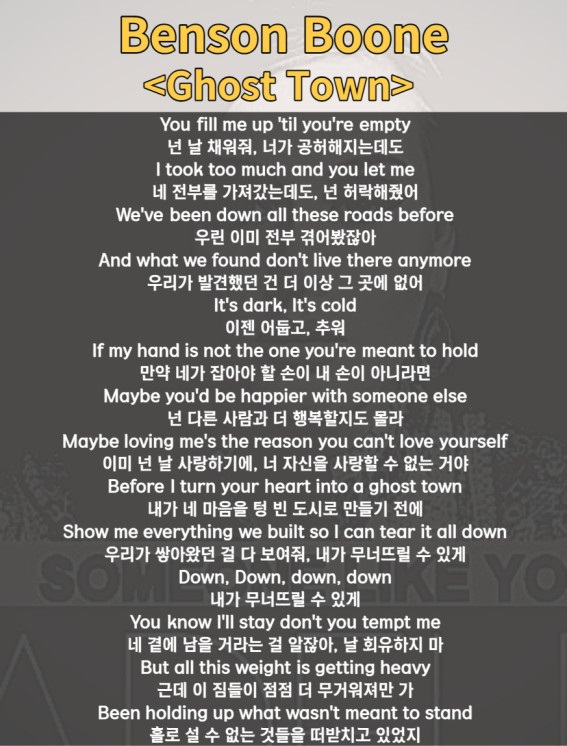 Benson Boone
<Ghost Town>
You fill me up 'til you're empty
넌 날 채워줘, 너가 공허해지는데도
I took too much and you let me
네 전부를 가져갔는데도, 넌 허락해줬어
We've been down all these roads before
우린 이미 전부 겪어봤잖아
And what we found don't live there anymore
우리가 발견했던 건 더 이상 그 곳에 없어
It's dark, It's cold
이젠 어둡고, 추워
If my hand is not the one you're meant to hold
만약 네가 잡아야 할 손이 내 손이 아니라면
Maybe you'd be happier with someone else
넌 다른 사람과 더 행복할지도 몰라
Maybe loving me's the reason you can't love yourself
이미 넌 날 사랑하기에, 너 자신을 사랑할 수 없는 거야
Before I turn your heart into a ghost town
내가 네 마음을 텅 빈 도시로 만들기 전에
Show me everything we built so I can tear it all down
우리가 쌓아왔던 걸 다 보여줘, 내가 무너뜨릴 수 있게
Down, Down, down, down
내가 무너뜨릴 수 있게
You know I'll stay don't you tempt me
네 곁에 남을 거라는 걸 알잖아, 날 회유하지 마
But all this weight is getting heavy
근데 이 짐들이 점점 더 무거워져만 가
Been holding up what wasn't meant to stand
홀로 설 수 없는 것들을 떠받치고 있었지